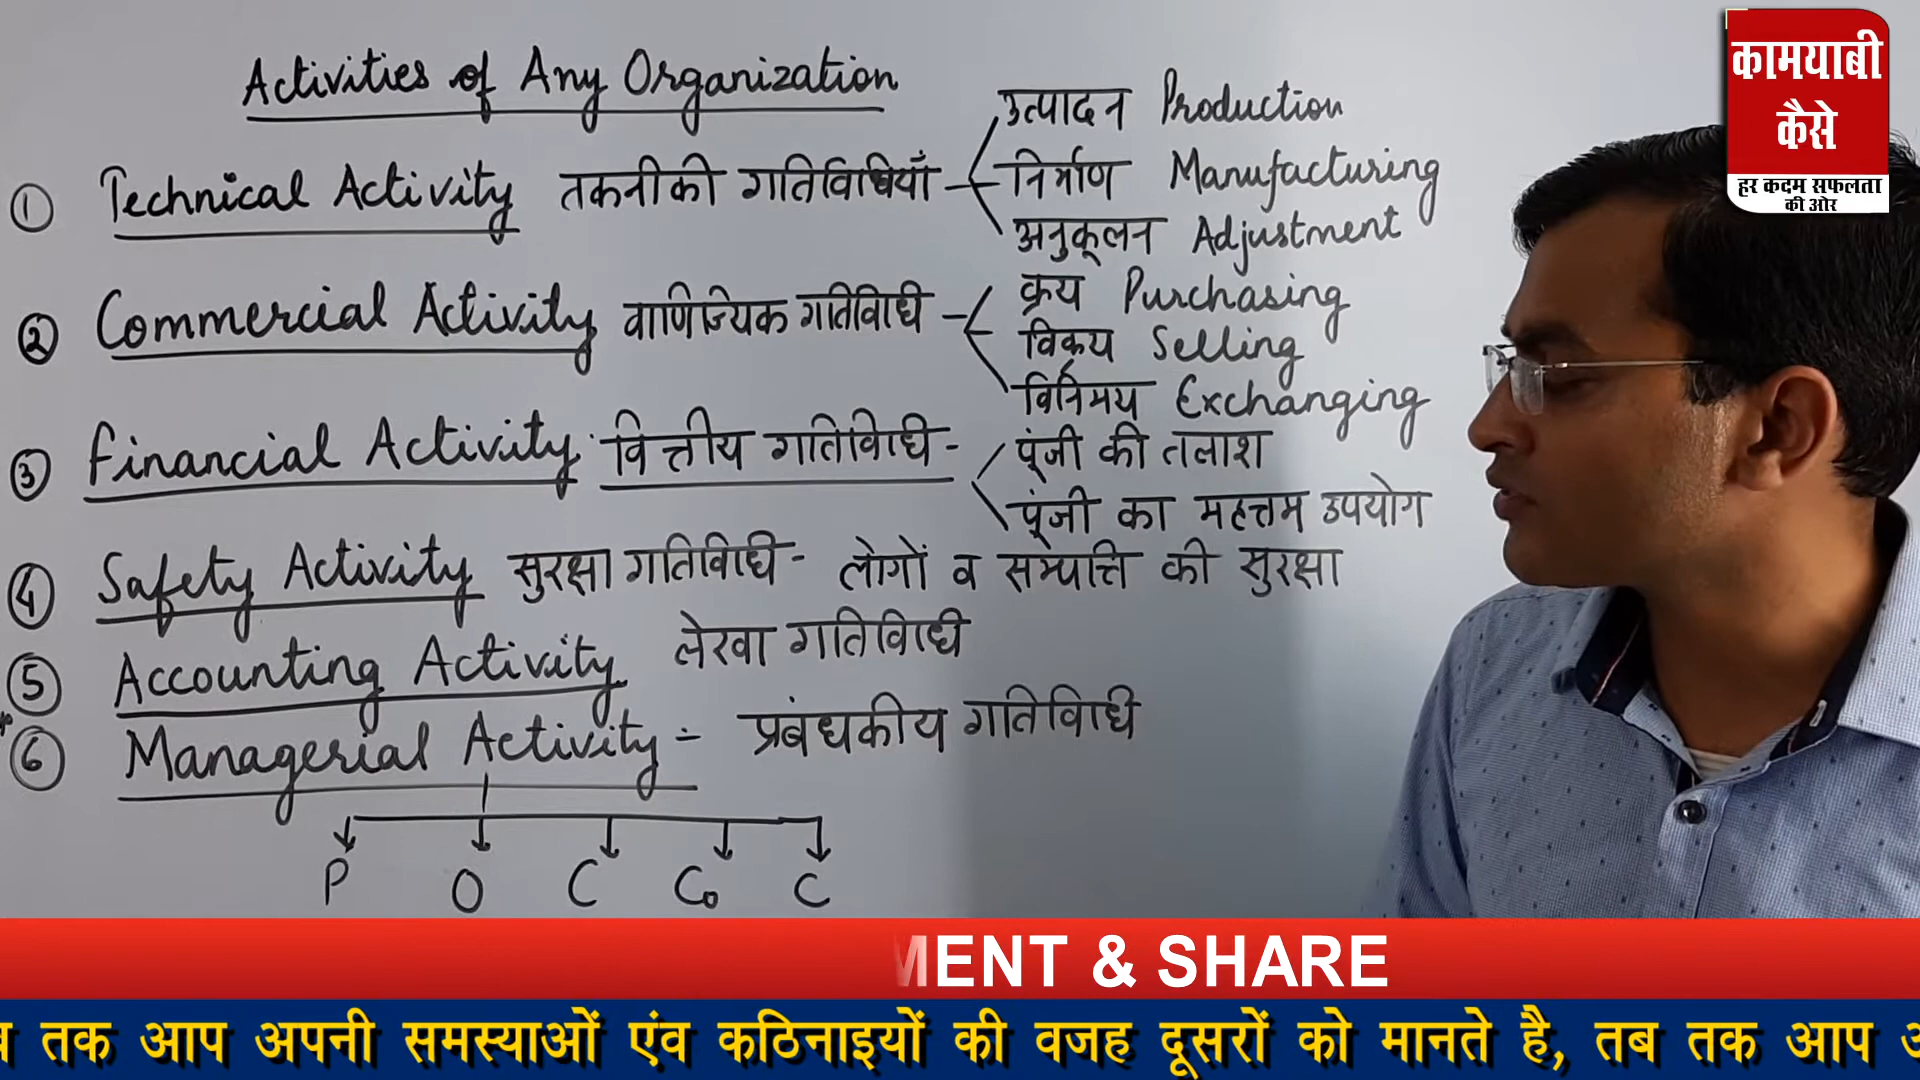 Activities of Any Organization
① Technical Activity तकनीकी गतिविधियाँ
उत्पादन Production
निर्माण Manufacturing
अनुकूलन Adjustment
② Commercial Activity वाणिज्यिक गतिविधि
क्रय Purchasing
विक्रय Selling
विनिमय Exchanging
③ Financial Activity वित्तीय गतिविधि -
पूंजी की तलाश
पूंजी का महत्तम उपयोग
④ Safety Activity सुरक्षा गतिविधि - लोगों व सम्पत्ति की सुरक्षा
⑤ Accounting Activity लेखा गतिविधि
* ⑥ Managerial Activity - प्रबंधकीय गतिविधि
P O C Co C
कामयाबी
कैसे
हर कदम सफलता
की ओर
MENT & SHARE
तक आप अपनी समस्याओं एंव कठिनाइयों की वजह दूसरों को मानते है, तब तक आप